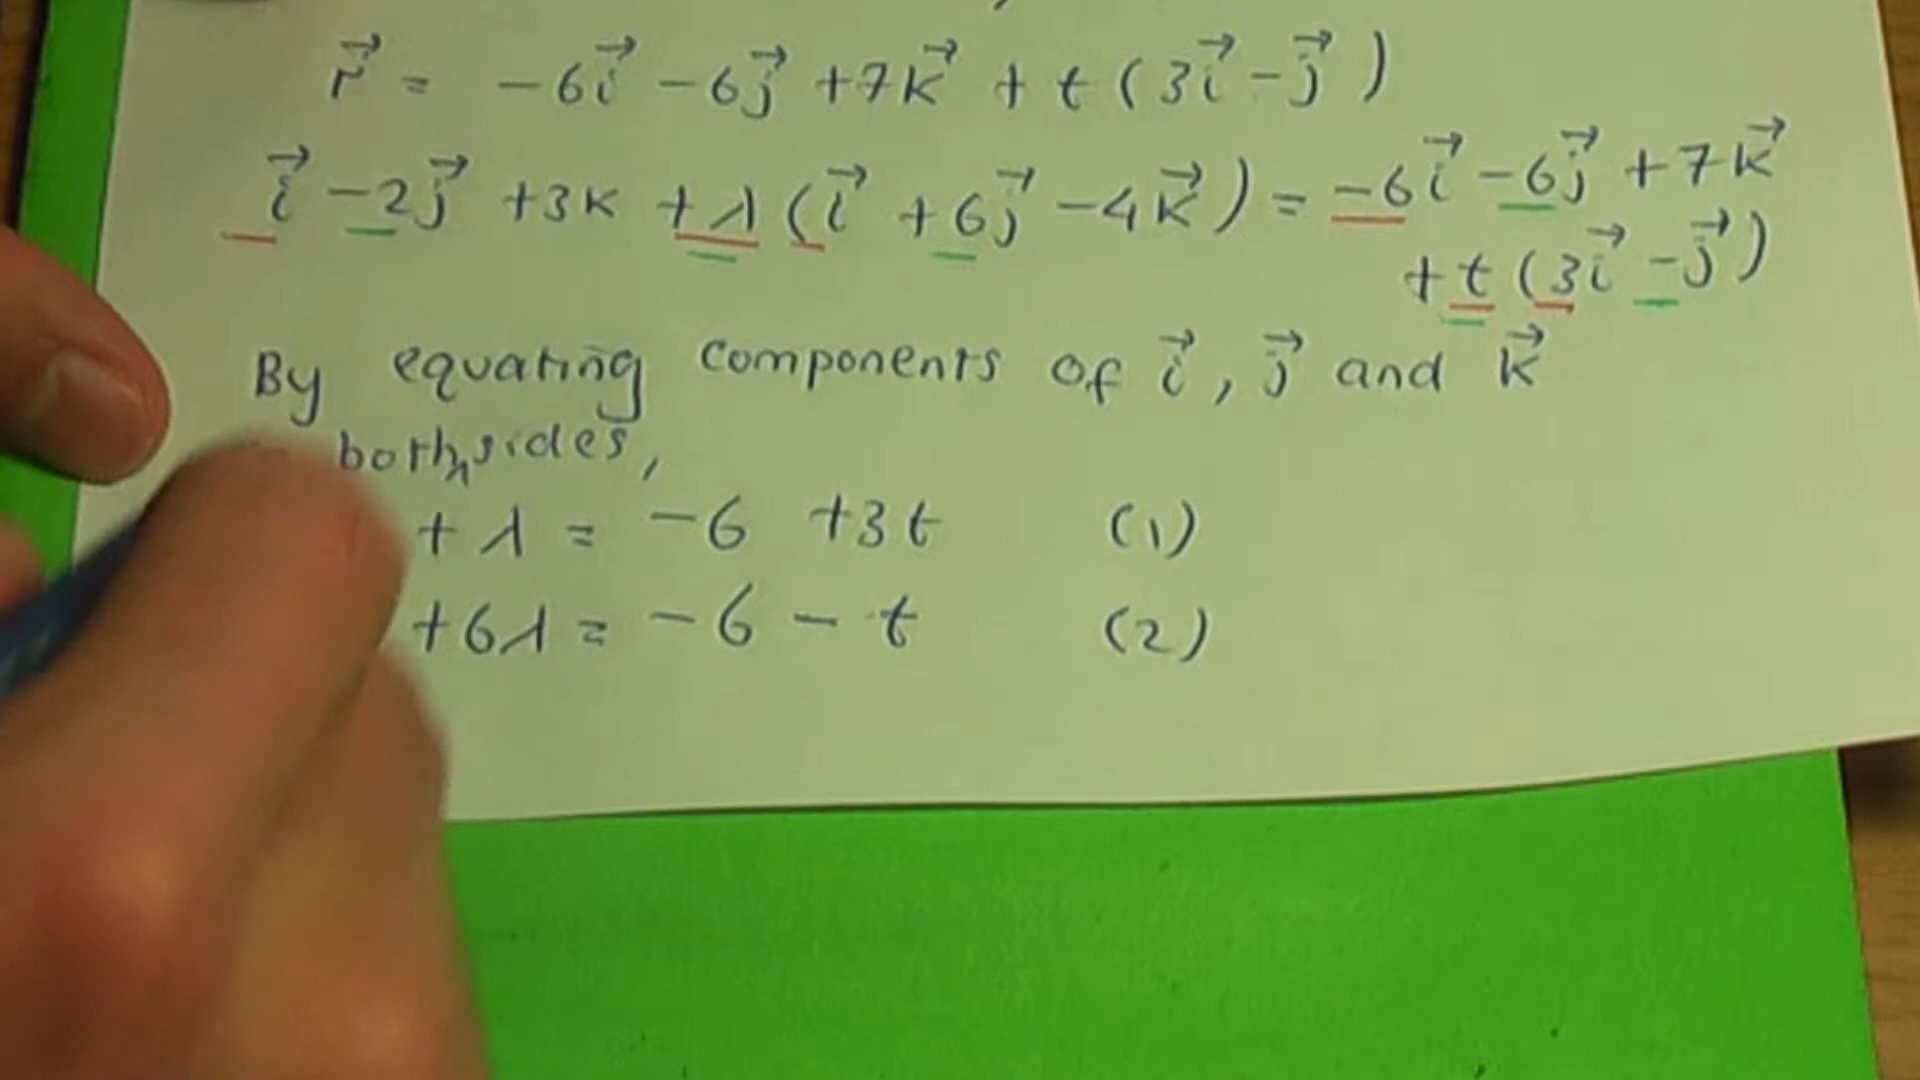 r⃗ = -6i⃗ -6j⃗ +7k⃗ + t(3i⃗ - j⃗)
i⃗ -2j⃗ +3k +λ(i⃗ +6j⃗ -4k⃗) = -6i⃗ -6j⃗ +7k⃗
+t(3i⃗ -j⃗)
By equating components of i⃗, j⃗ and k⃗
both sides,
+ λ = -6 +3t (1)
+6λ = -6 - t (2)